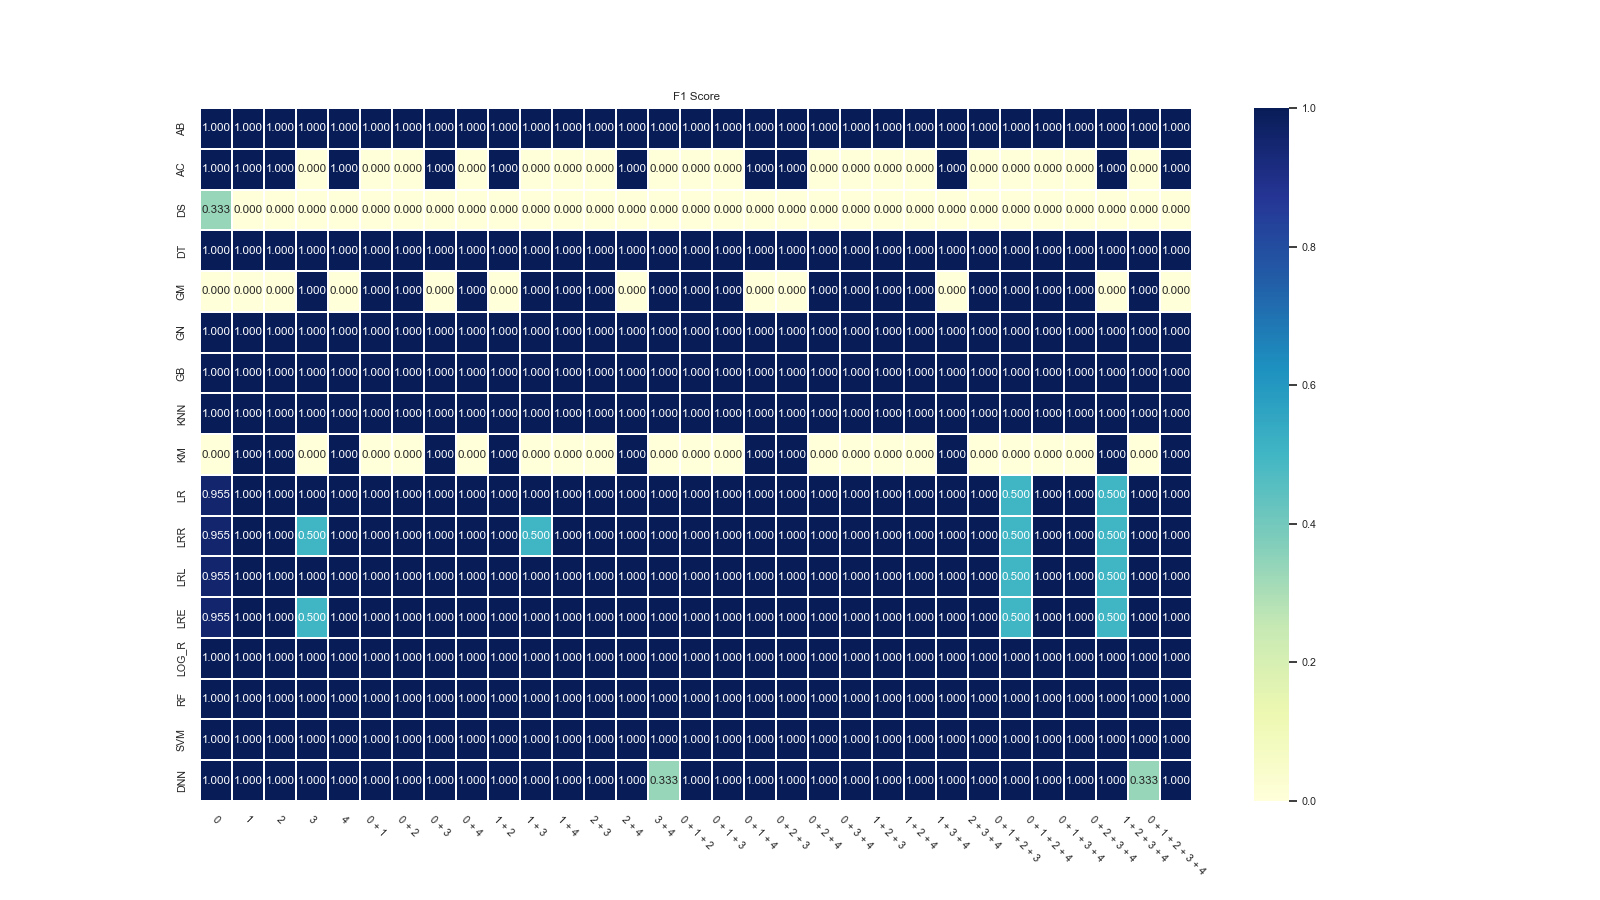 F1 Score
AB 1.000 1.000 1.000 1.000 1.000 1.000 1.000 1.000 1.000 1.000 1.000 1.000 1.000 1.000 1.000 1.000 1.000 1.000 1.000 1.000 1.000 1.000 1.000 1.000 1.000 1.000 1.000 1.000 1.000 1.000 1.000
AC 1.000 1.000 1.000 0.000 1.000 0.000 0.000 1.000 0.000 1.000 0.000 0.000 0.000 1.000 0.000 0.000 0.000 1.000 1.000 0.000 0.000 0.000 0.000 1.000 0.000 0.000 0.000 0.000 1.000 0.000 1.000
DS 0.333 0.000 0.000 0.000 0.000 0.000 0.000 0.000 0.000 0.000 0.000 0.000 0.000 0.000 0.000 0.000 0.000 0.000 0.000 0.000 0.000 0.000 0.000 0.000 0.000 0.000 0.000 0.000 0.000 0.000 0.000
DT 1.000 1.000 1.000 1.000 1.000 1.000 1.000 1.000 1.000 1.000 1.000 1.000 1.000 1.000 1.000 1.000 1.000 1.000 1.000 1.000 1.000 1.000 1.000 1.000 1.000 1.000 1.000 1.000 1.000 1.000 1.000
GM 0.000 0.000 0.000 1.000 0.000 1.000 1.000 0.000 1.000 0.000 1.000 1.000 1.000 0.000 1.000 1.000 1.000 0.000 0.000 1.000 1.000 1.000 1.000 0.000 1.000 1.000 1.000 1.000 0.000 1.000 0.000
GN 1.000 1.000 1.000 1.000 1.000 1.000 1.000 1.000 1.000 1.000 1.000 1.000 1.000 1.000 1.000 1.000 1.000 1.000 1.000 1.000 1.000 1.000 1.000 1.000 1.000 1.000 1.000 1.000 1.000 1.000 1.000
GB 1.000 1.000 1.000 1.000 1.000 1.000 1.000 1.000 1.000 1.000 1.000 1.000 1.000 1.000 1.000 1.000 1.000 1.000 1.000 1.000 1.000 1.000 1.000 1.000 1.000 1.000 1.000 1.000 1.000 1.000 1.000
KNN 1.000 1.000 1.000 1.000 1.000 1.000 1.000 1.000 1.000 1.000 1.000 1.000 1.000 1.000 1.000 1.000 1.000 1.000 1.000 1.000 1.000 1.000 1.000 1.000 1.000 1.000 1.000 1.000 1.000 1.000 1.000
KM 0.000 1.000 1.000 0.000 1.000 0.000 0.000 1.000 0.000 1.000 0.000 0.000 0.000 1.000 0.000 0.000 0.000 1.000 1.000 0.000 0.000 0.000 0.000 1.000 0.000 0.000 0.000 0.000 1.000 0.000 1.000
LR 0.955 1.000 1.000 1.000 1.000 1.000 1.000 1.000 1.000 1.000 1.000 1.000 1.000 1.000 1.000 1.000 1.000 1.000 1.000 1.000 1.000 1.000 1.000 1.000 1.000 0.500 1.000 1.000 0.500 1.000 1.000
LRR 0.955 1.000 1.000 0.500 1.000 1.000 1.000 1.000 1.000 1.000 0.500 1.000 1.000 1.000 1.000 1.000 1.000 1.000 1.000 1.000 1.000 1.000 1.000 1.000 1.000 0.500 1.000 1.000 0.500 1.000 1.000
LRL 0.955 1.000 1.000 1.000 1.000 1.000 1.000 1.000 1.000 1.000 1.000 1.000 1.000 1.000 1.000 1.000 1.000 1.000 1.000 1.000 1.000 1.000 1.000 1.000 1.000 0.500 1.000 1.000 0.500 1.000 1.000
LRE 0.955 1.000 1.000 0.500 1.000 1.000 1.000 1.000 1.000 1.000 1.000 1.000 1.000 1.000 1.000 1.000 1.000 1.000 1.000 1.000 1.000 1.000 1.000 1.000 1.000 0.500 1.000 1.000 0.500 1.000 1.000
LOG_R 1.000 1.000 1.000 1.000 1.000 1.000 1.000 1.000 1.000 1.000 1.000 1.000 1.000 1.000 1.000 1.000 1.000 1.000 1.000 1.000 1.000 1.000 1.000 1.000 1.000 1.000 1.000 1.000 1.000 1.000 1.000
RF 1.000 1.000 1.000 1.000 1.000 1.000 1.000 1.000 1.000 1.000 1.000 1.000 1.000 1.000 1.000 1.000 1.000 1.000 1.000 1.000 1.000 1.000 1.000 1.000 1.000 1.000 1.000 1.000 1.000 1.000 1.000
SVM 1.000 1.000 1.000 1.000 1.000 1.000 1.000 1.000 1.000 1.000 1.000 1.000 1.000 1.000 1.000 1.000 1.000 1.000 1.000 1.000 1.000 1.000 1.000 1.000 1.000 1.000 1.000 1.000 1.000 1.000 1.000
DNN 1.000 1.000 1.000 1.000 1.000 1.000 1.000 1.000 1.000 1.000 1.000 1.000 1.000 1.000 0.333 1.000 1.000 1.000 1.000 1.000 1.000 1.000 1.000 1.000 1.000 1.000 1.000 1.000 1.000 0.333 1.000
0
1
2
3
4
0 + 1
0 + 2
0 + 3
0 + 4
1 + 2
1 + 3
1 + 4
2 + 3
2 + 4
3 + 4
0 + 1 + 2
0 + 1 + 3
0 + 1 + 4
0 + 2 + 3
0 + 2 + 4
0 + 3 + 4
1 + 2 + 3
1 + 2 + 4
1 + 3 + 4
2 + 3 + 4
0 + 1 + 2 + 3
0 + 1 + 2 + 4
0 + 1 + 3 + 4
0 + 2 + 3 + 4
1 + 2 + 3 + 4
0 + 1 + 2 + 3 + 4
1.0
0.8
0.6
0.4
0.2
0.0